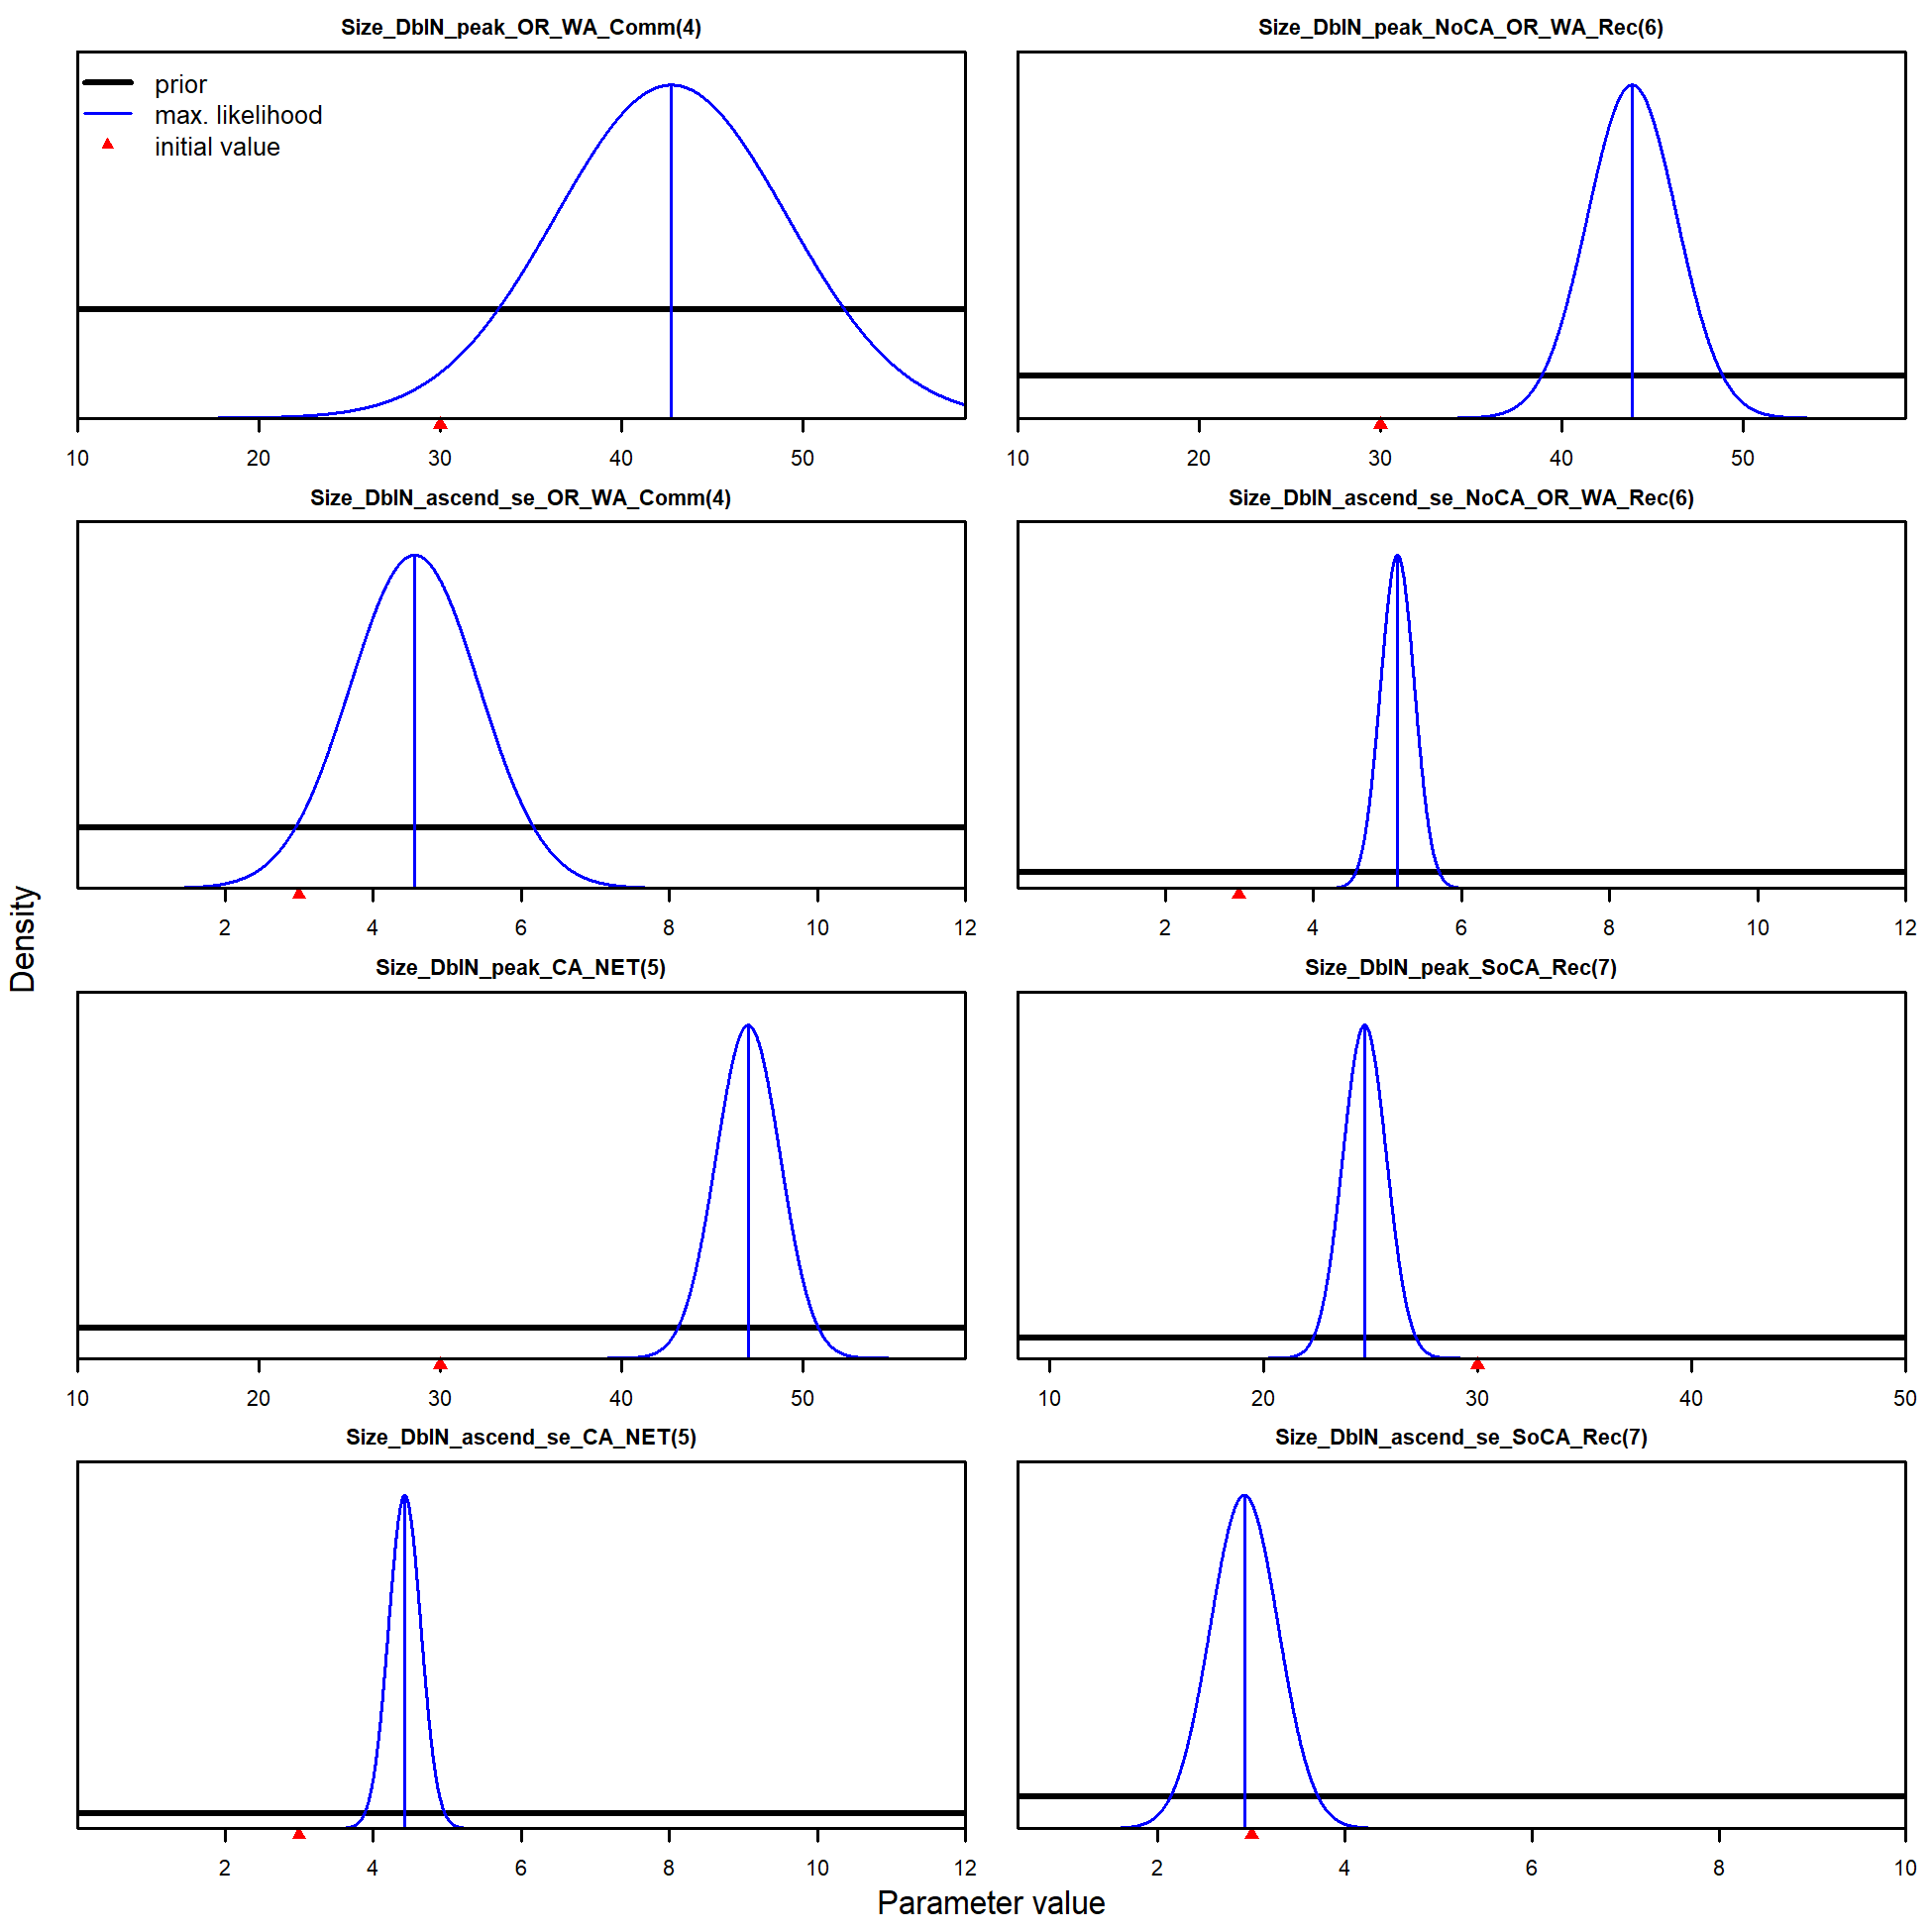 Size_DblN_peak_OR_WA_Comm(4)
prior
max. likelihood
initial value
10 20 30 40 50
Size_DblN_peak_NoCA_OR_WA_Rec(6)
10 20 30 40 50
Size_DblN_ascend_se_OR_WA_Comm(4)
2 4 6 8 10 12
Size_DblN_ascend_se_NoCA_OR_WA_Rec(6)
2 4 6 8 10 12
Density
Size_DblN_peak_CA_NET(5)
10 20 30 40 50
Size_DblN_peak_SoCA_Rec(7)
10 20 30 40 50
Size_DblN_ascend_se_CA_NET(5)
2 4 6 8 10 12
Size_DblN_ascend_se_SoCA_Rec(7)
2 4 6 8 10
Parameter value